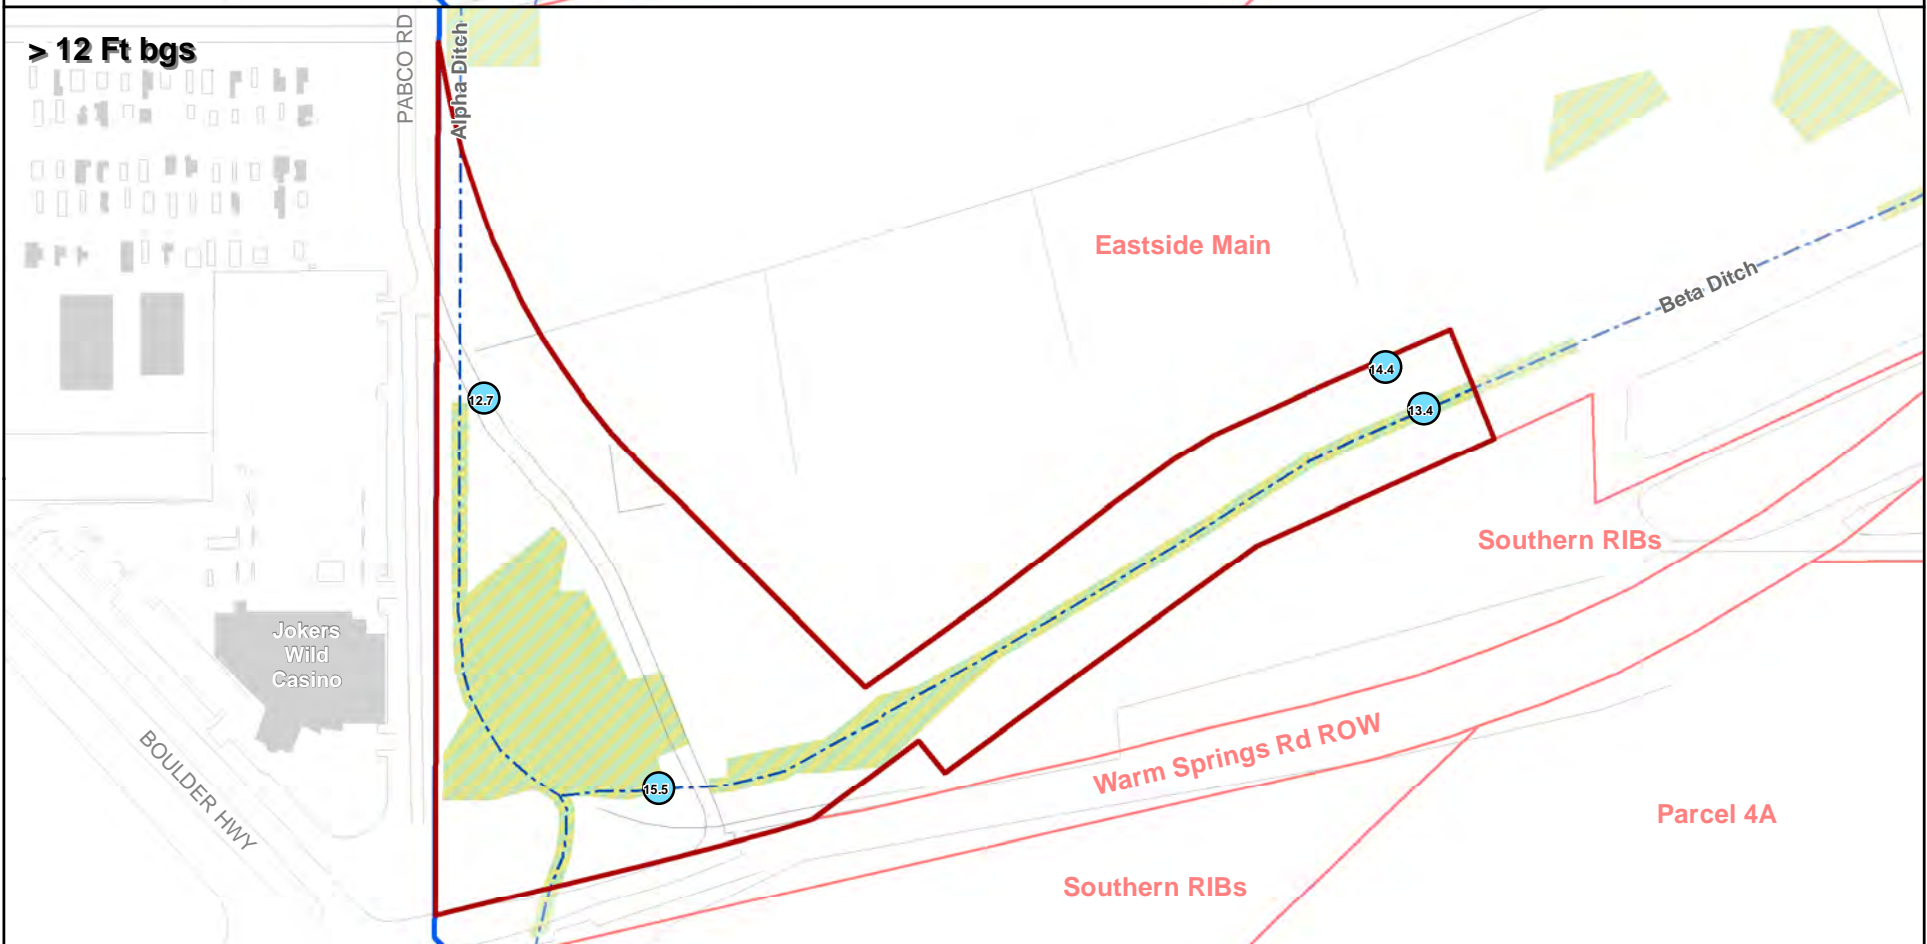 > 12 Ft bgs
PABCO RD
Alpha Ditch
Eastside Main
Beta Ditch
14.4
12.7
13.4
Southern RIBs
Jokers
Wild
Casino
BOULDER HWY
Warm Springs Rd ROW
15.5
Parcel 4A
Southern RIBs